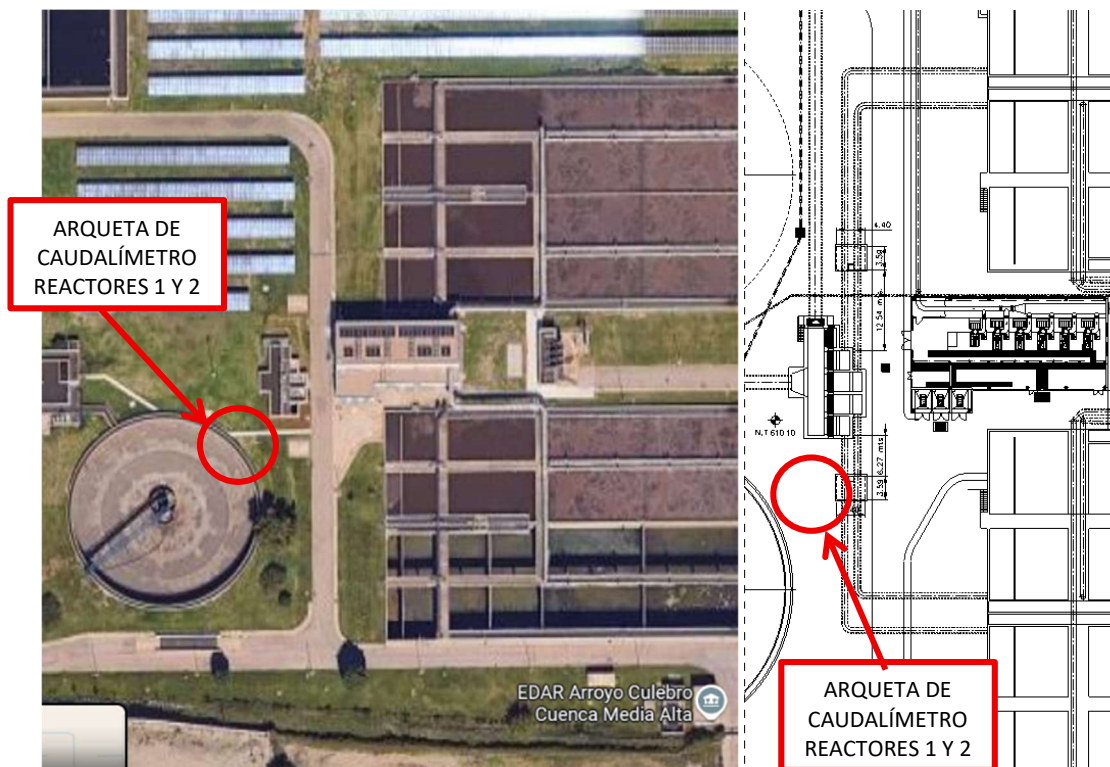 ARQUETA DE
CAUDALÍMETRO
REACTORES 1 Y 2
EDAR Arroyo Culebro
Cuenca Media Alta
4.40
3.59
12.54
N.T 610 10
6.27 mts
3.59
ARQUETA DE
CAUDALÍMETRO
REACTORES 1 Y 2